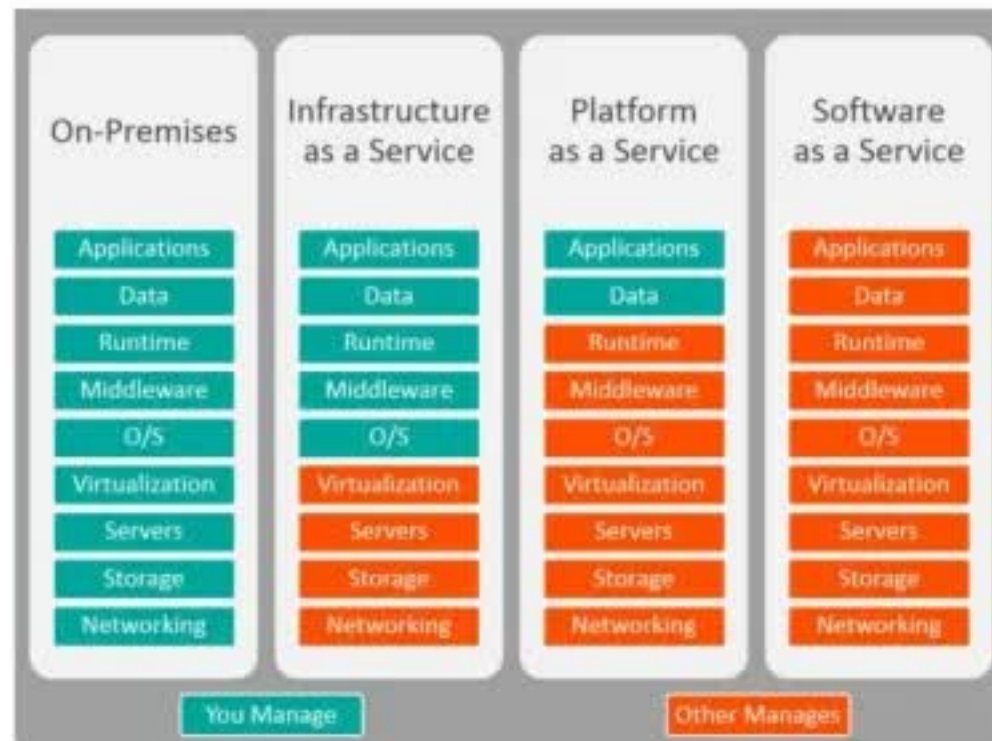 On-Premises
Applications
Data
Runtime
Middleware
O/S
Virtualization
Servers
Storage
Networking
Infrastructure
as a Service
Applications
Data
Runtime
Middleware
O/S
Virtualization
Servers
Storage
Networking
Platform
as a Service
Applications
Data
Runtime
Middleware
O/S
Virtualization
Servers
Storage
Networking
Software
as a Service
Applications
Data
Runtime
Middleware
O/S
Virtualization
Servers
Storage
Networking
You Manage
Other Manages